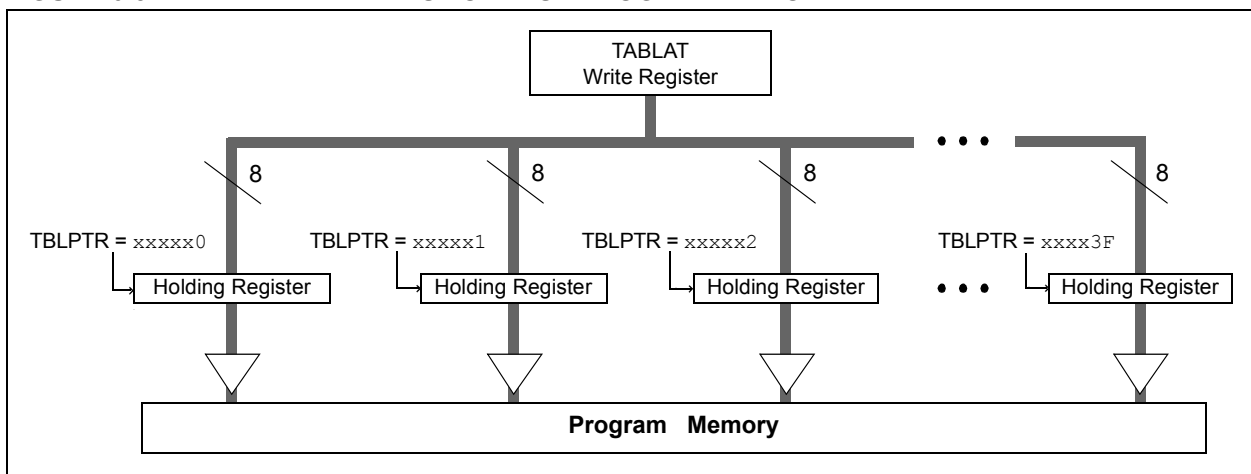 TABLAT
Write Register
8 8 8 8
TBLPTR = xxxxx0 TBLPTR = xxxxx1 TBLPTR = xxxxx2 TBLPTR = xxxx3F
Holding Register Holding Register Holding Register Holding Register
Program Memory